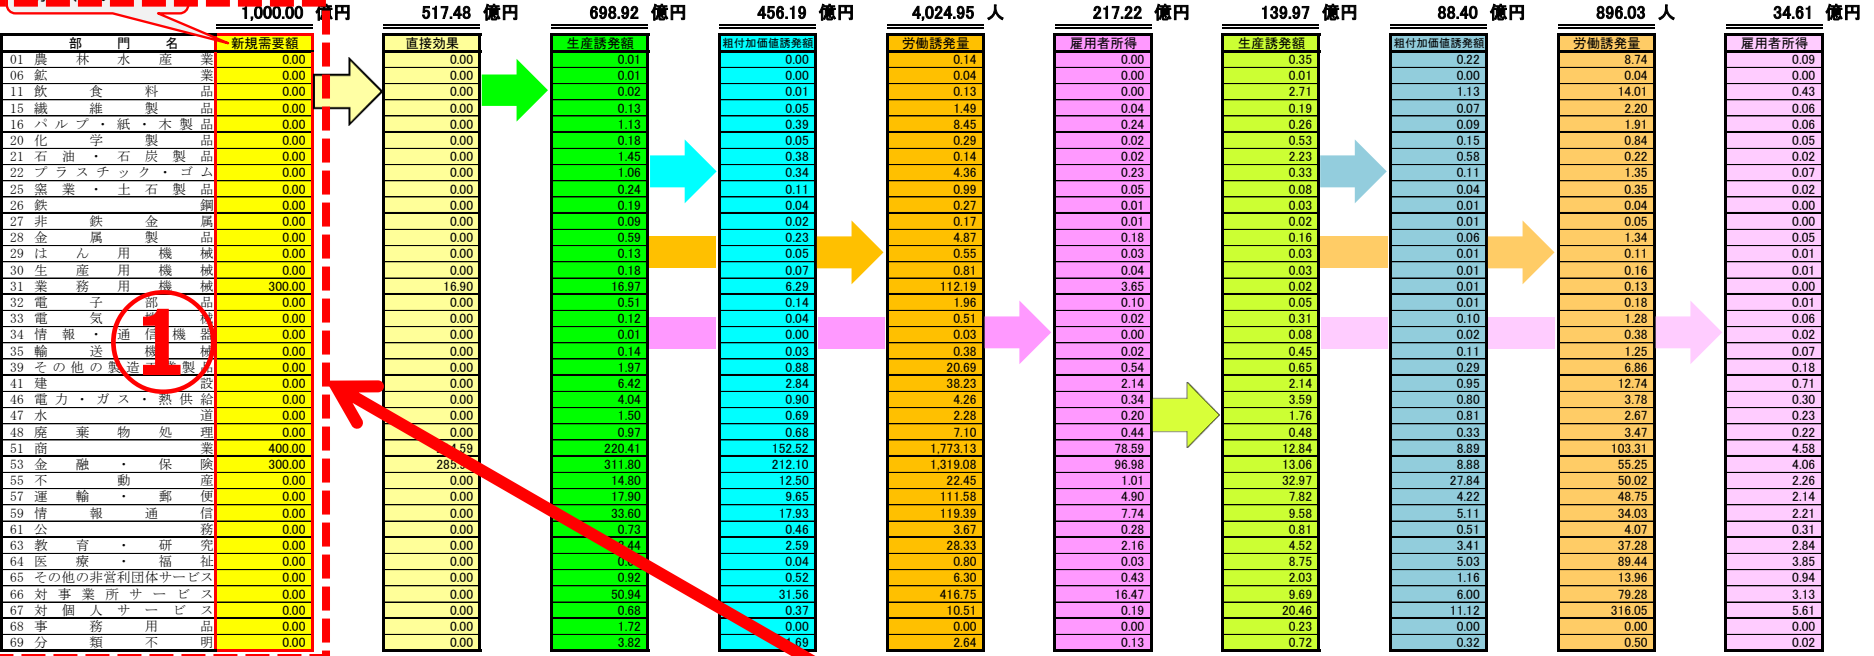 1,000.00 億円 517.48 億円 698.92 億円 456.19 億円 4,024.95 人 217.22 億円 139.97 億円 88.40 億円 896.03 人 34.61 億円
部門名 新規需要額 直接効果 生産誘発額 粗付加価値誘発額 労働誘発量 雇用者所得 生産誘発額 粗付加価値誘発額 労働誘発量 雇用者所得
01 農林水産業 0.00 0.00 0.01 0.00 0.14 0.00 0.35 0.22 8.74 0.09
06 鉱業 0.00 0.00 0.01 0.00 0.04 0.00 0.01 0.00 0.04 0.00
11 飲食料品 0.00 0.00 0.02 0.01 0.13 0.00 2.71 1.13 14.01 0.43
15 繊維製品 0.00 0.00 0.13 0.05 1.49 0.04 0.19 0.07 2.20 0.06
16 パルプ・紙・木製品 0.00 0.00 1.13 0.39 8.45 0.24 0.26 0.09 1.91 0.06
20 化学製品 0.00 0.00 0.18 0.05 0.29 0.02 0.53 0.15 0.84 0.05
21 石油・石炭製品 0.00 0.00 1.45 0.38 0.14 0.02 2.23 0.58 0.22 0.02
22 プラスチック・ゴム 0.00 0.00 1.06 0.34 4.36 0.23 0.33 0.11 1.35 0.07
25 窯業・土石製品 0.00 0.00 0.24 0.11 0.99 0.05 0.08 0.04 0.35 0.02
26 鉄鋼 0.00 0.00 0.19 0.04 0.27 0.01 0.03 0.01 0.04 0.00
27 非鉄金属 0.00 0.00 0.09 0.02 0.17 0.01 0.02 0.01 0.05 0.00
28 金属製品 0.00 0.00 0.59 0.23 4.87 0.18 0.16 0.06 1.34 0.05
29 はん用機械 0.00 0.00 0.13 0.05 0.55 0.03 0.03 0.01 0.11 0.01
30 生産用機械 0.00 0.00 0.18 0.07 0.81 0.04 0.03 0.01 0.16 0.01
31 業務用機械 300.00 16.90 16.97 6.29 112.19 3.65 0.02 0.01 0.13 0.00
32 電子部品 0.00 0.00 0.51 0.14 1.96 0.10 0.05 0.01 0.18 0.01
33 電気機械 0.00 0.00 0.12 0.04 0.51 0.02 0.31 0.10 1.28 0.06
34 情報・通信機器 0.00 0.00 0.01 0.00 0.03 0.00 0.08 0.02 0.38 0.02
35 輸送機械 0.00 0.00 0.14 0.03 0.38 0.02 0.45 0.11 1.25 0.07
39 その他の製造工業製品 0.00 0.00 1.97 0.88 20.69 0.54 0.65 0.29 6.86 0.18
41 建設 0.00 0.00 6.42 2.84 38.23 2.14 2.14 0.95 12.74 0.71
46 電力・ガス・熱供給 0.00 0.00 4.04 0.90 4.26 0.34 3.59 0.80 3.78 0.30
47 水道 0.00 0.00 1.50 0.69 2.28 0.20 1.76 0.81 2.67 0.23
48 廃棄物処理 0.00 0.00 0.97 0.68 7.10 0.44 0.48 0.33 3.47 0.22
51 商業 400.00 220.41 152.52 1,773.13 78.59 12.84 8.89 103.31 4.58
53 金融・保険 300.00 311.80 212.10 1,319.08 96.98 13.06 8.88 55.25 4.06
55 不動産 0.00 0.00 14.80 12.50 22.45 1.01 32.97 27.84 50.02 2.26
57 運輸・郵便 0.00 0.00 17.90 9.65 111.58 4.90 7.82 4.22 48.75 2.14
59 情報通信 0.00 0.00 33.60 17.93 119.39 7.74 9.58 5.11 34.03 2.21
61 公務 0.00 0.00 0.73 0.46 3.67 0.28 0.81 0.51 4.07 0.31
63 教育・研究 0.00 0.00 2.59 28.33 2.16 4.52 3.41 37.28 2.84
64 医療・福祉 0.00 0.00 0.04 0.80 0.03 8.75 5.03 89.44 3.85
65 その他の非営利団体サービス 0.00 0.00 0.92 0.52 6.30 0.43 2.03 1.16 13.96 0.94
66 対事業所サービス 0.00 0.00 50.94 31.56 416.75 16.47 9.69 6.00 79.28 3.13
67 対個人サービス 0.00 0.00 0.68 0.37 10.51 0.19 20.46 11.12 316.05 5.61
68 事務用品 0.00 0.00 1.72 0.00 0.00 0.00 0.23 0.00 0.00 0.00
69 分類不明 0.00 0.00 3.82 2.64 0.13 0.72 0.32 0.50 0.02
①